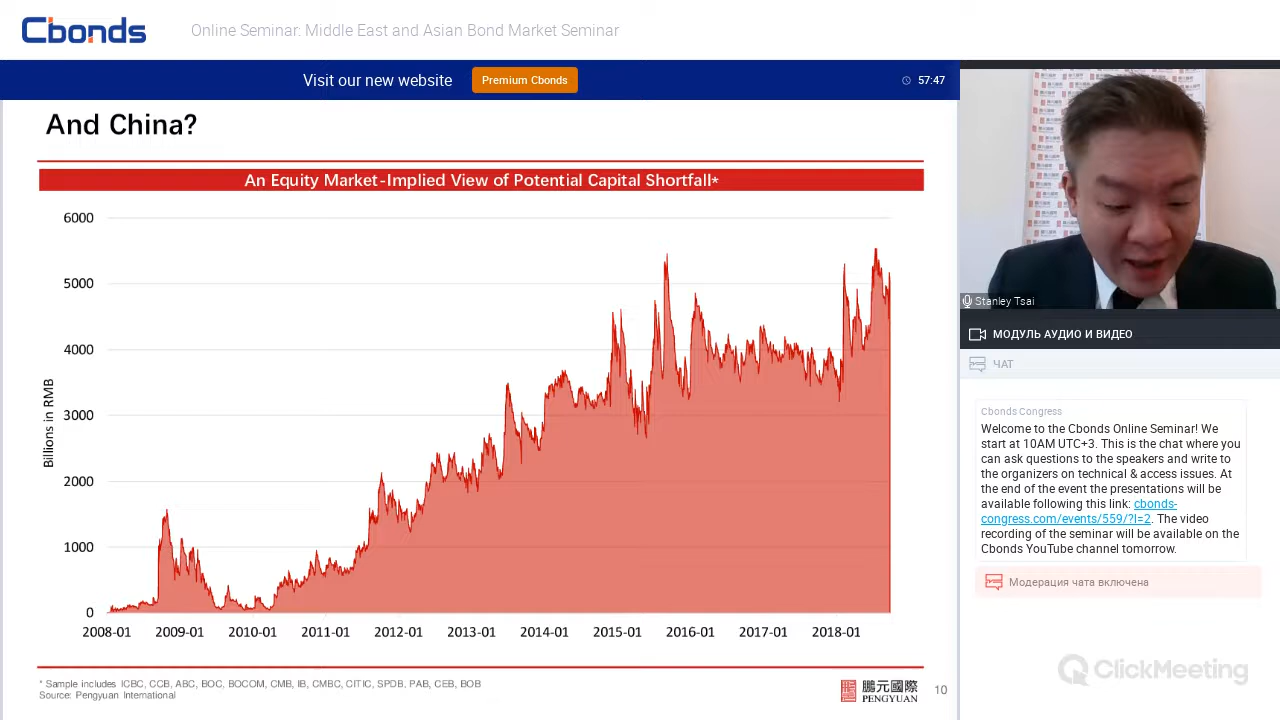 Cbonds
Online Seminar: Middle East and Asian Bond Market Seminar
Visit our new website
Premium Cbonds
57:47
And China?
An Equity Market-Implied View of Potential Capital Shortfall*
Billions in RMB
6000
5000
4000
3000
2000
1000
0
2008-01 2009-01 2010-01 2011-01 2012-01 2013-01 2014-01 2015-01 2016-01 2017-01 2018-01
* Sample includes ICBC, CCB, ABC, BOC, BOCOM, CMB, IB, CMBC, CITIC, SPDB, PAB, CEB, BOB
Source: Pengyuan International
鵬元國際
PENGYUAN
10
Stanley Tsai
МОДУЛЬ АУДИО И ВИДЕО
ЧАТ
Cbonds Congress
Welcome to the Cbonds Online Seminar! We
start at 10AM UTC+3. This is the chat where you
can ask questions to the speakers and write to
the organizers on technical & access issues. At
the end of the event the presentations will be
available following this link: cbonds-
congress.com/events/559/?l=2. The video
recording of the seminar will be available on the
Cbonds YouTube channel tomorrow.
Модерация чата включена
ClickMeeting